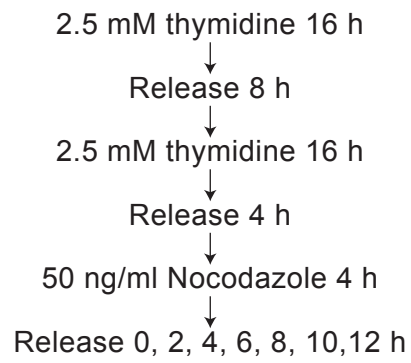 2.5 mM thymidine 16 h
Release 8 h
2.5 mM thymidine 16 h
Release 4 h
50 ng/ml Nocodazole 4 h
Release 0, 2, 4, 6, 8, 10,12 h